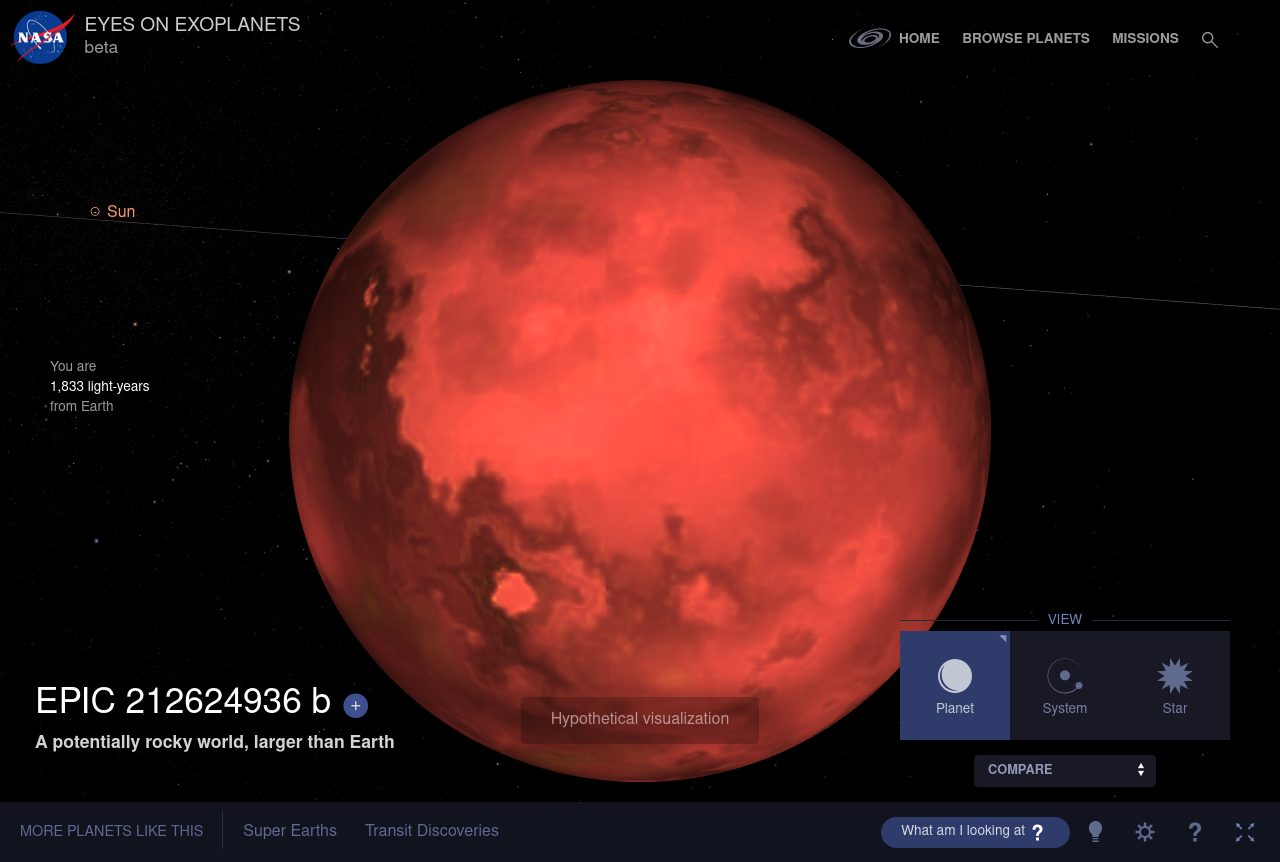 NASA
EYES ON EXOPLANETS
beta
HOME
BROWSE PLANETS
MISSIONS
Sun
You are
1,833 light-years
from Earth
VIEW
Planet
System
Star
EPIC 212624936 b +
A potentially rocky world, larger than Earth
Hypothetical visualization
COMPARE
MORE PLANETS LIKE THIS
Super Earths
Transit Discoveries
What am I looking at ?
?